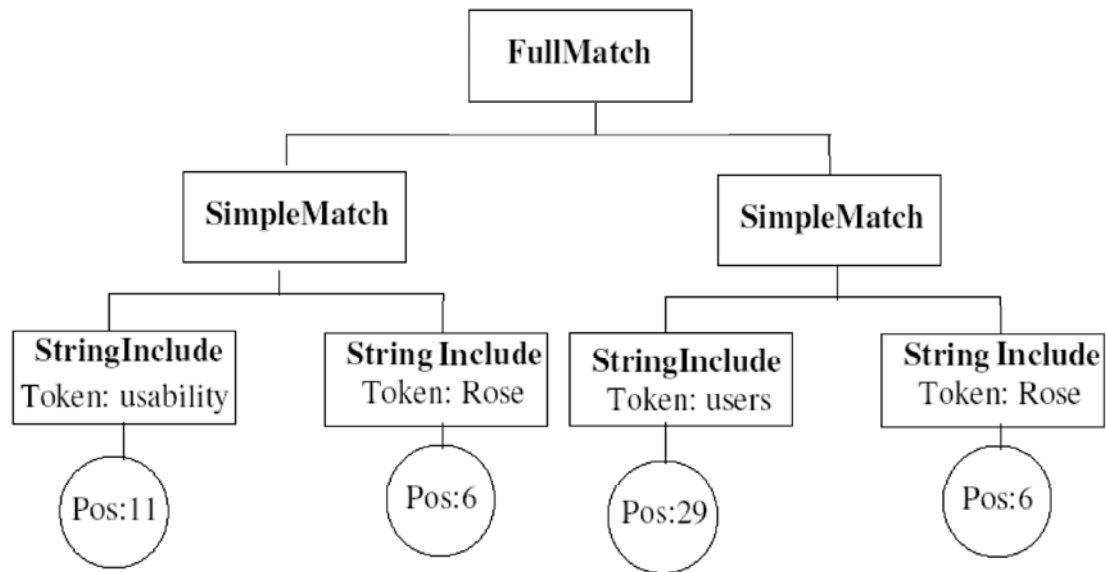 FullMatch
SimpleMatch
SimpleMatch
StringInclude
Token: usability
String Include
Token: Rose
StringInclude
Token: users
String Include
Token: Rose
Pos:11
Pos:6
Pos:29
Pos:6